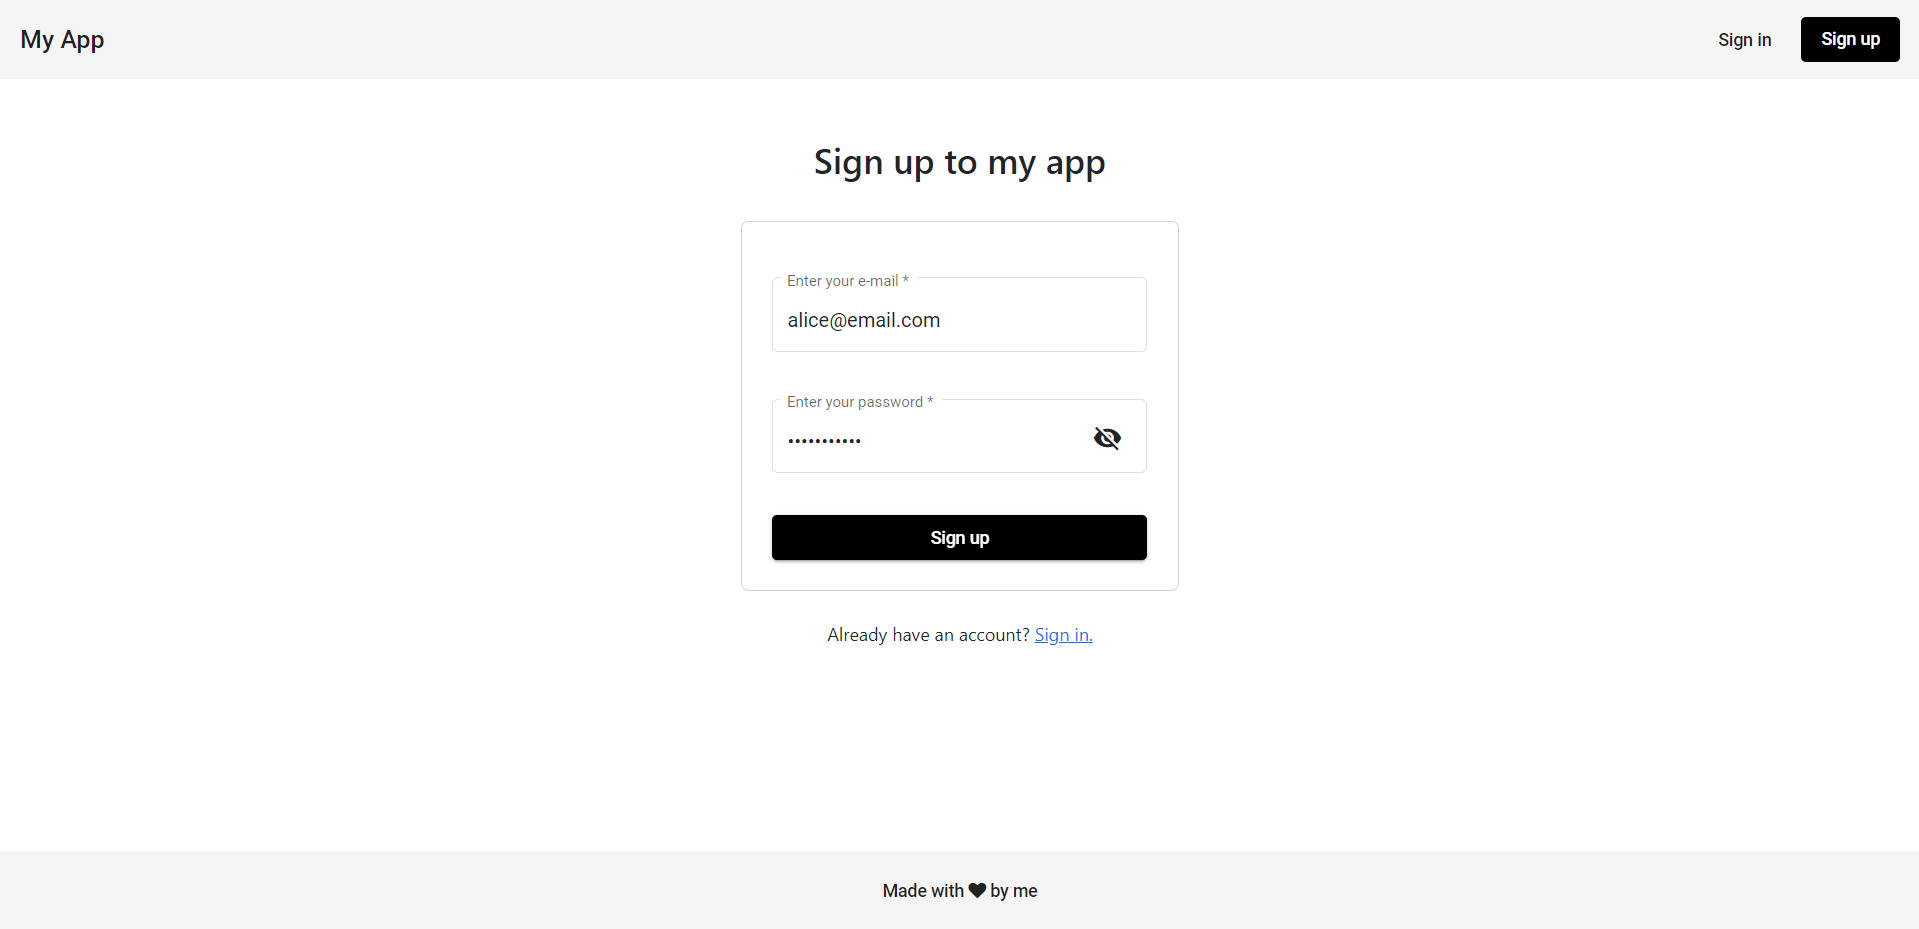 My App
Sign in
Sign up
Sign up to my app
Enter your e-mail *
alice@email.com
Enter your password *
•••••••••••
Sign up
Already have an account? Sign in.
Made with ♥ by me